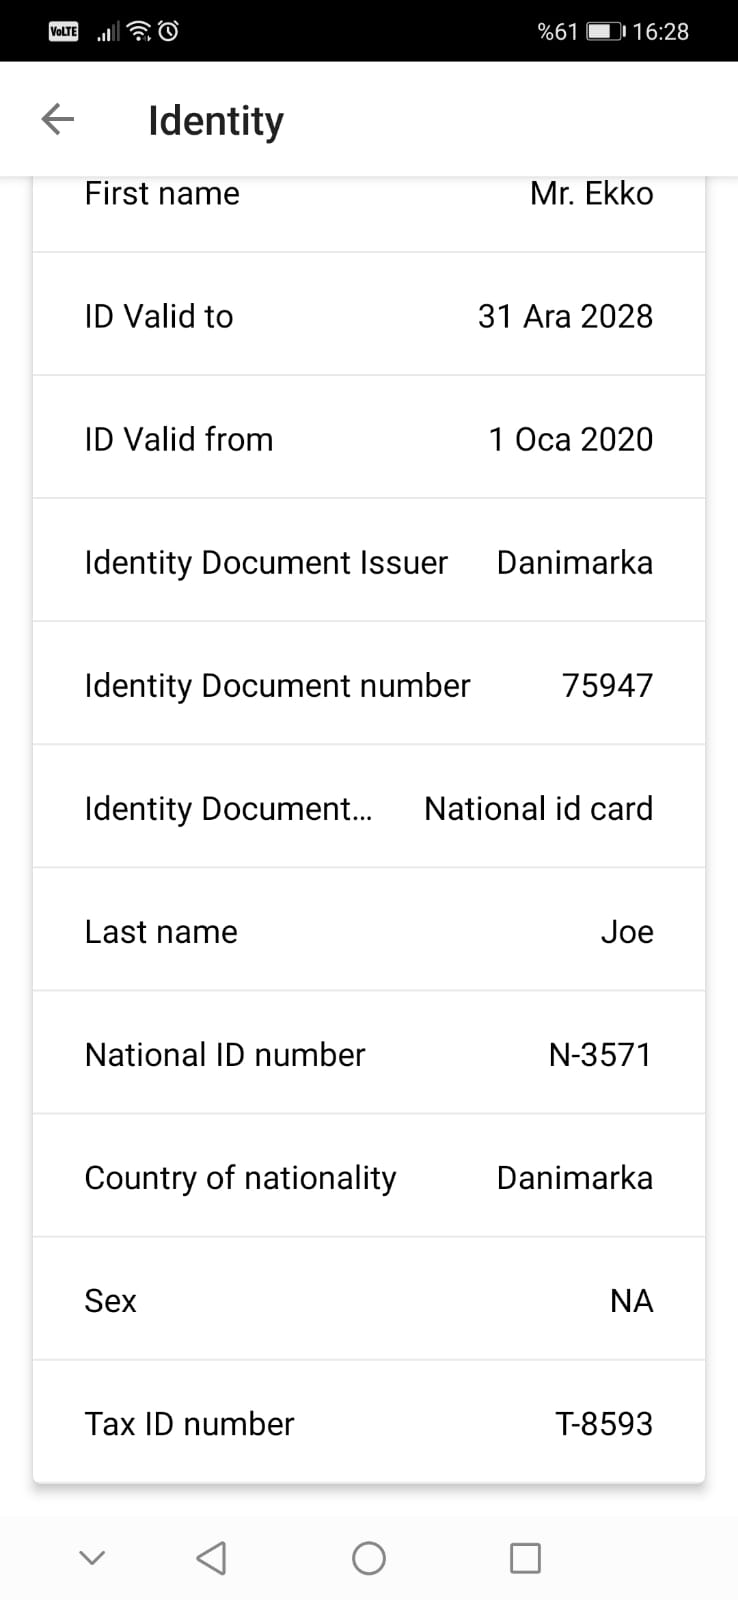 VoLTE %61 16:28
Identity
First name Mr. Ekko
ID Valid to 31 Ara 2028
ID Valid from 1 Oca 2020
Identity Document Issuer Danimarka
Identity Document number 75947
Identity Document... National id card
Last name Joe
National ID number N-3571
Country of nationality Danimarka
Sex NA
Tax ID number T-8593